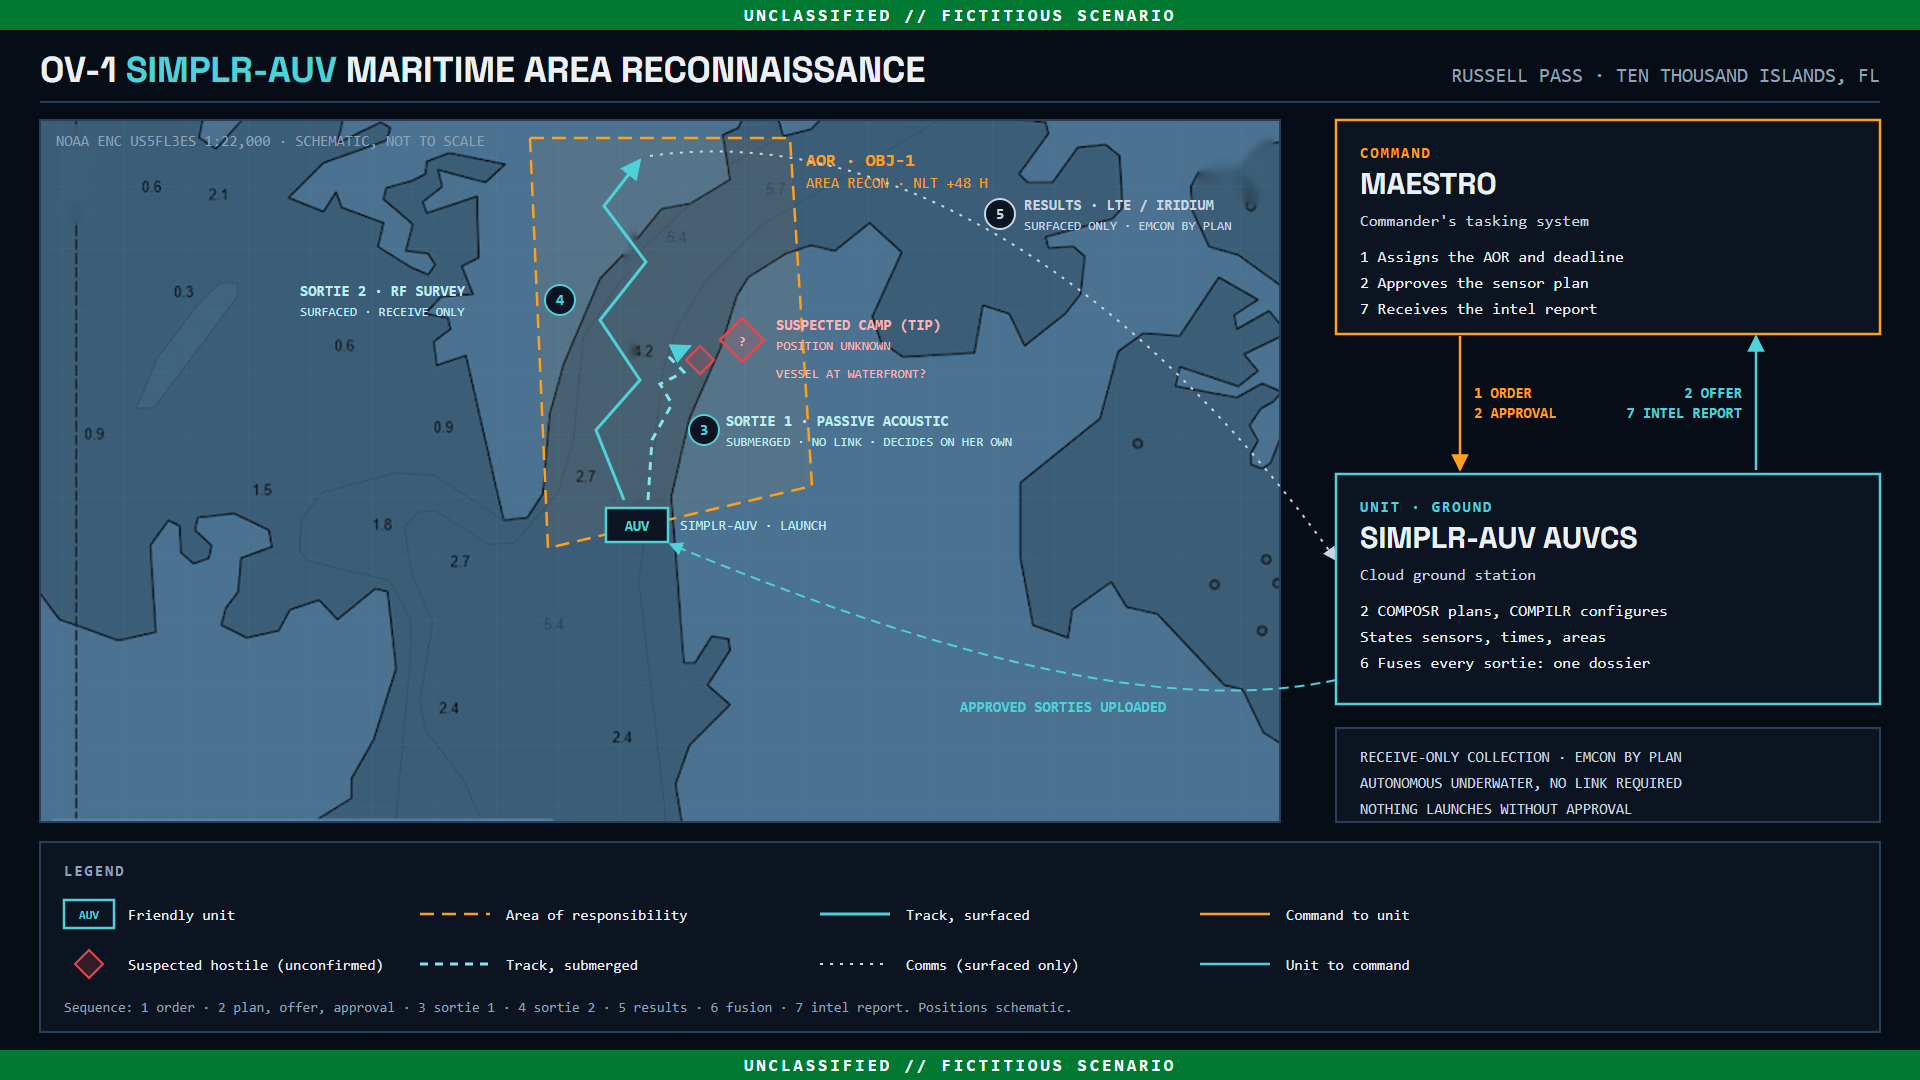 UNCLASSIFIED // FICTITIOUS SCENARIO
OV-1 SIMPLR-AUV MARITIME AREA RECONNAISSANCE
RUSSELL PASS · TEN THOUSAND ISLANDS, FL
NOAA ENC US5FL3ES 1:22,000 · SCHEMATIC, NOT TO SCALE
0.6
2.1
5.7
5.4
0.3
0.6
4.2
0.9
0.9
2.7
1.5
1.8
2.7
5.4
2.4
2.4
AOR · OBJ-1
AREA RECON · NLT +48 H
5
RESULTS · LTE / IRIDIUM
SURFACED ONLY · EMCON BY PLAN
SORTIE 2 · RF SURVEY
SURFACED · RECEIVE ONLY
4
?
SUSPECTED CAMP (TIP)
POSITION UNKNOWN
VESSEL AT WATERFRONT?
3
SORTIE 1 · PASSIVE ACOUSTIC
SUBMERGED · NO LINK · DECIDES ON HER OWN
AUV
SIMPLR-AUV · LAUNCH
APPROVED SORTIES UPLOADED
COMMAND
MAESTRO
Commander's tasking system
1 Assigns the AOR and deadline
2 Approves the sensor plan
7 Receives the intel report
1 ORDER
2 APPROVAL
2 OFFER
7 INTEL REPORT
UNIT · GROUND
SIMPLR-AUV AUVCS
Cloud ground station
2 COMPOSR plans, COMPILR configures
States sensors, times, areas
6 Fuses every sortie: one dossier
RECEIVE-ONLY COLLECTION · EMCON BY PLAN
AUTONOMOUS UNDERWATER, NO LINK REQUIRED
NOTHING LAUNCHES WITHOUT APPROVAL
LEGEND
AUV Friendly unit
Area of responsibility
Track, surfaced
Command to unit
Suspected hostile (unconfirmed)
Track, submerged
Comms (surfaced only)
Unit to command
Sequence: 1 order · 2 plan, offer, approval · 3 sortie 1 · 4 sortie 2 · 5 results · 6 fusion · 7 intel report. Positions schematic.
UNCLASSIFIED // FICTITIOUS SCENARIO